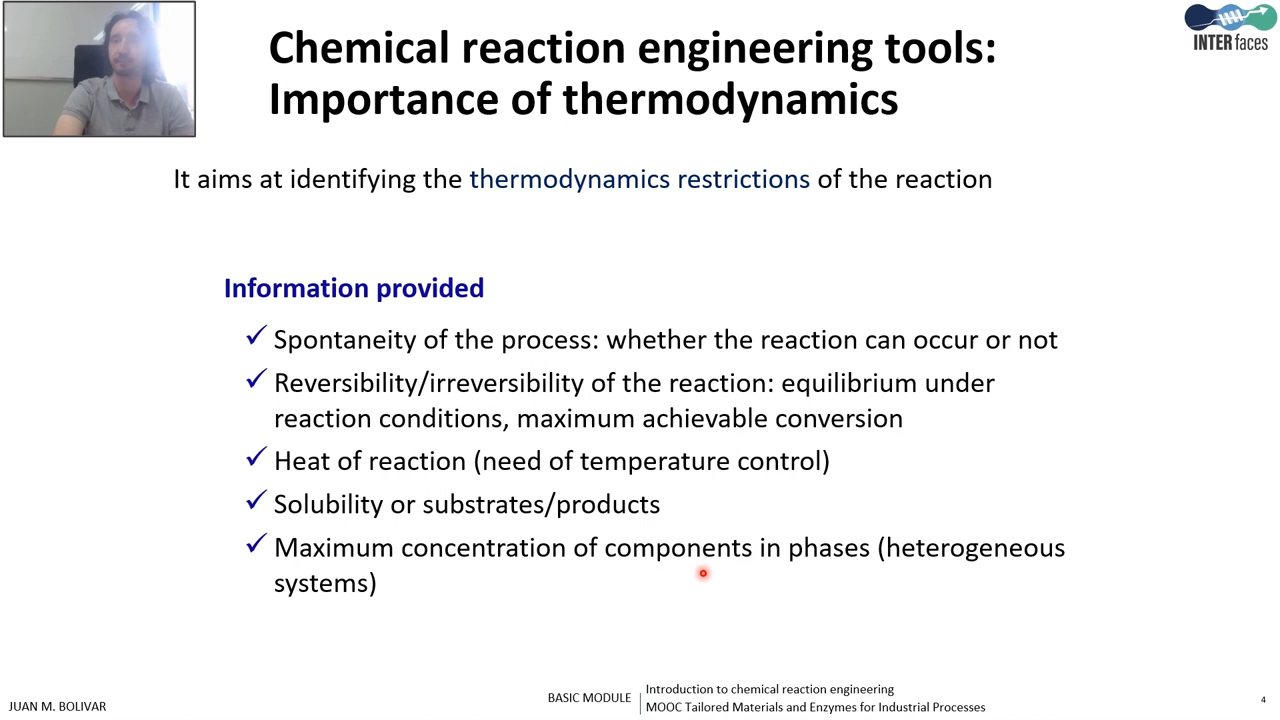 INTERfaces
Chemical reaction engineering tools:
Importance of thermodynamics
It aims at identifying the thermodynamics restrictions of the reaction
Information provided
✓ Spontaneity of the process: whether the reaction can occur or not
✓ Reversibility/irreversibility of the reaction: equilibrium under
reaction conditions, maximum achievable conversion
✓ Heat of reaction (need of temperature control)
✓ Solubility or substrates/products
✓ Maximum concentration of components in phases (heterogeneous
systems)
JUAN M. BOLIVAR
BASIC MODULE
Introduction to chemical reaction engineering
MOOC Tailored Materials and Enzymes for Industrial Processes
4